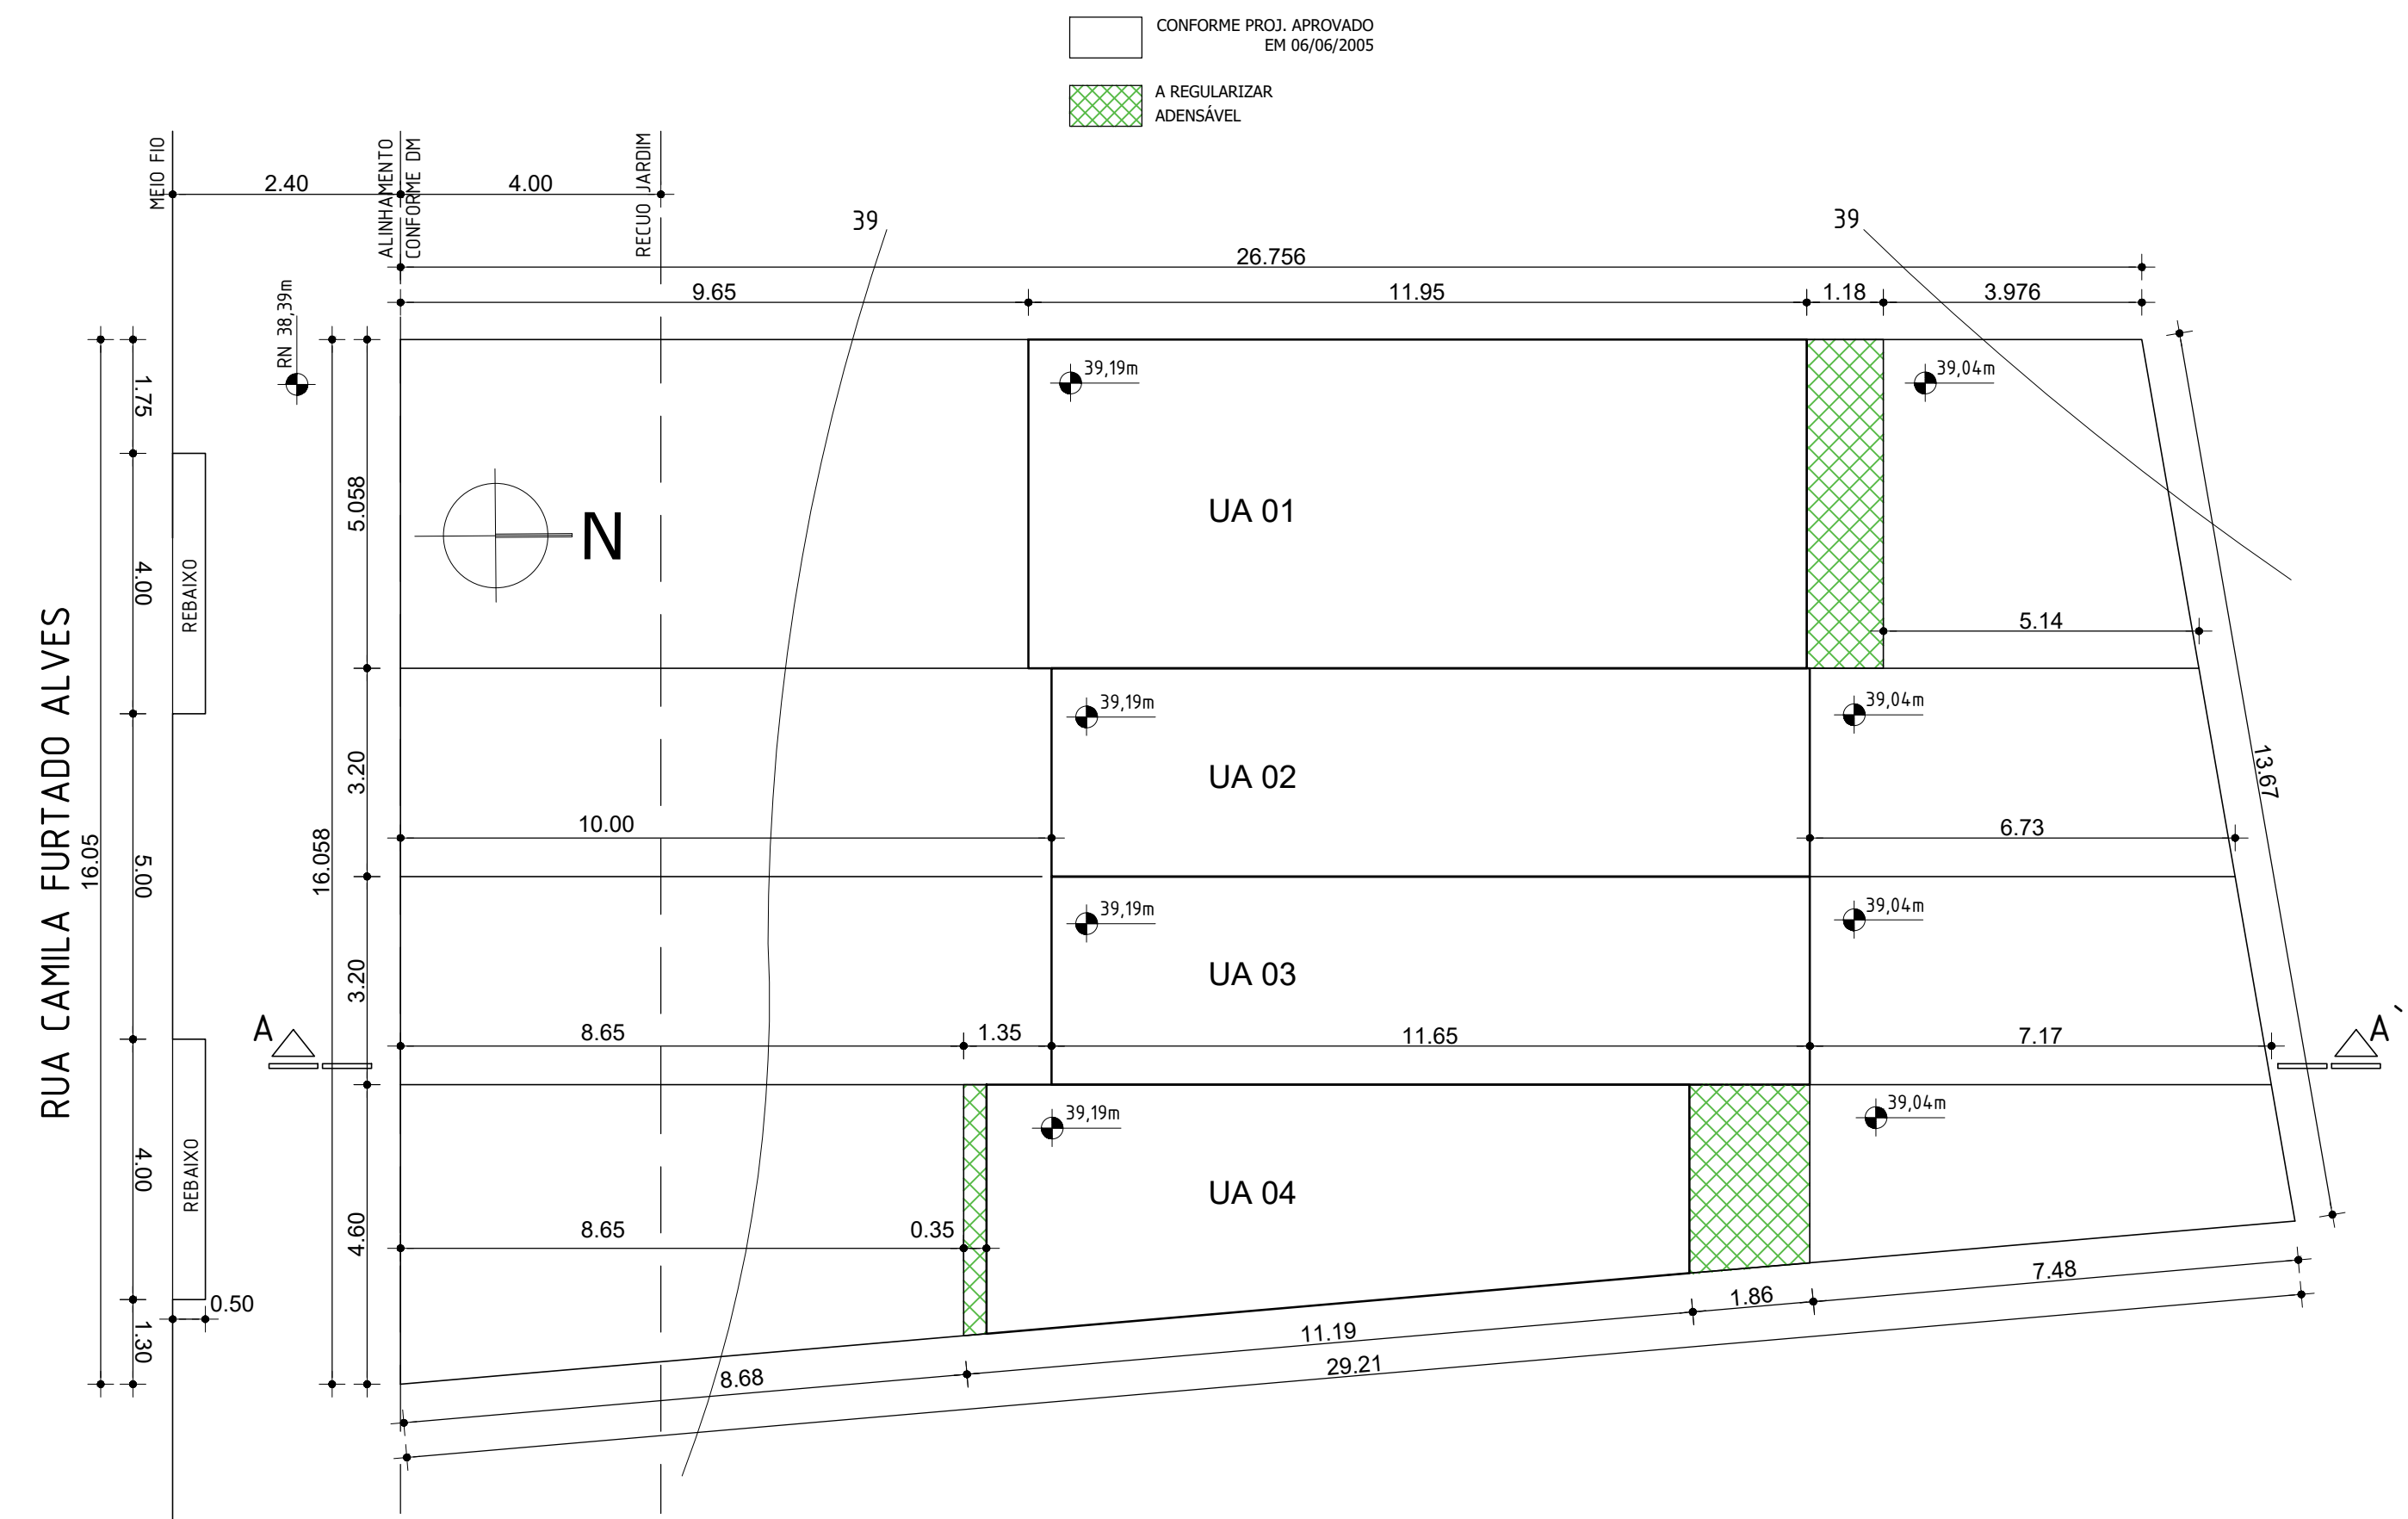 CONFORME PROJ. APROVADO
EM 06/06/2005
A REGULARIZAR
ADENSÁVEL
MEIO FIO
ALINHAMENTO
CONFORME DM
RECUO JARDIM
2.40
4.00
39
39
26.756
9.65
11.95
1.18
3.976
RN 38,39m
39,19m
39,04m
1.75
5.058
UA 01
N
4.00
REBAIXO
5.14
39,19m
39,04m
RUA CAMILA FURTADO ALVES
16.05
16.058
3.20
UA 02
13.67
10.00
6.73
5.00
39,19m
39,04m
3.20
UA 03
A
8.65
1.35
11.65
7.17
A`
39,19m
39,04m
4.00
REBAIXO
4.60
UA 04
8.65
0.35
0.50
1.30
7.48
1.86
11.19
29.21
8.68